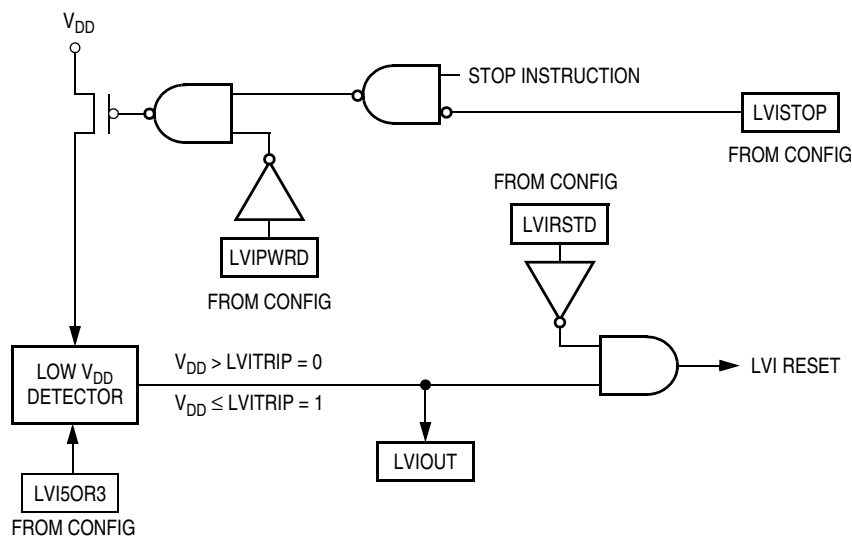 VDD
STOP INSTRUCTION
LVISTOP
FROM CONFIG
FROM CONFIG
LVIRSTD
LVIPWRD
FROM CONFIG
LOW VDD
DETECTOR
VDD > LVITRIP = 0
VDD ≤ LVITRIP = 1
LVI RESET
LVIOUT
LVI5OR3
FROM CONFIG